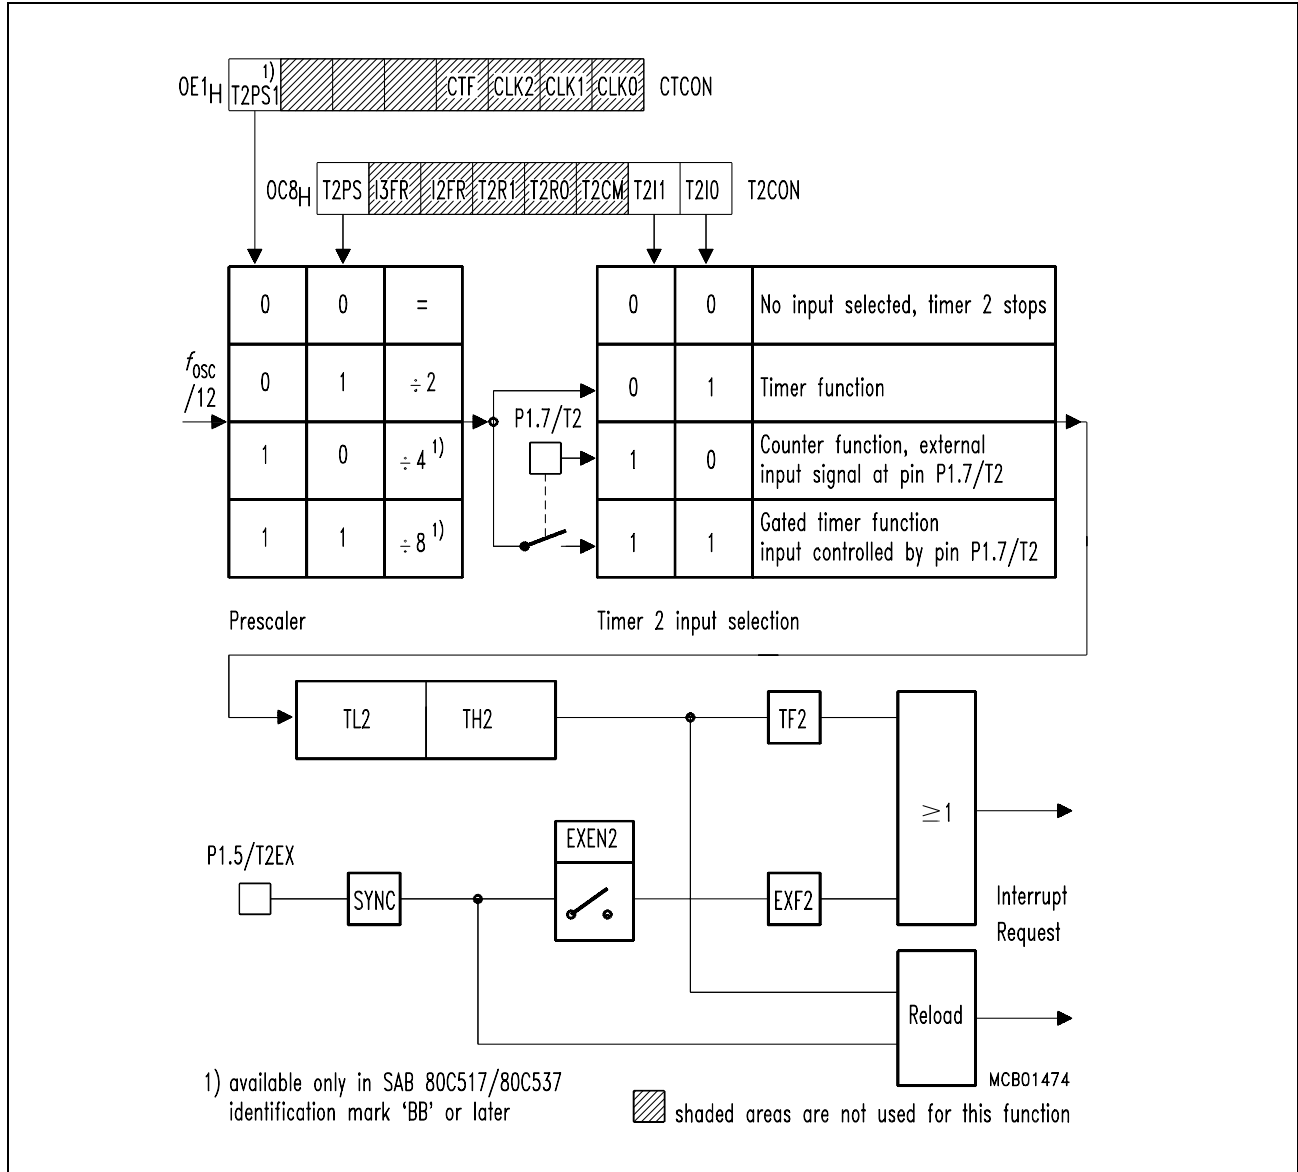 1)
0E1H T2PS1 CTF CLK2 CLK1 CLK0 CTCON
0C8H T2PS I3FR I2FR T2R1 T2R0 T2CM T2I1 T2I0 T2CON
0 0 =
0 1 ÷2
1 0 ÷4 1)
1 1 ÷8 1)
fosc
/12
P1.7/T2
0 0 No input selected, timer 2 stops
0 1 Timer function
1 0 Counter function, external
input signal at pin P1.7/T2
1 1 Gated timer function
input controlled by pin P1.7/T2
Prescaler
Timer 2 input selection
TL2 TH2 TF2
≥1
EXEN2
P1.5/T2EX
SYNC
EXF2
Interrupt
Request
Reload
MCB01474
1) available only in SAB 80C517/80C537
identification mark 'BB' or later
shaded areas are not used for this function